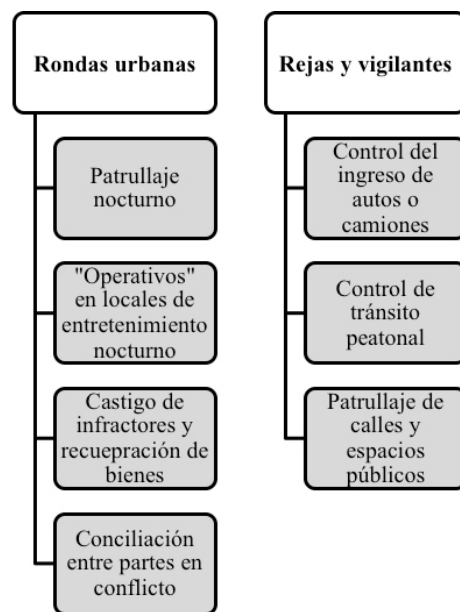 Rondas urbanas
Patrullaje
nocturno
"Operativos"
en locales de
entretenimiento
nocturno
Castigo de
infractores y
recuepración de
bienes
Conciliación
entre partes en
conflicto
Rejas y vigilantes
Control del
ingreso de
autos o
camiones
Control de
tránsito
peatonal
Patrullaje de
calles y
espacios
públicos